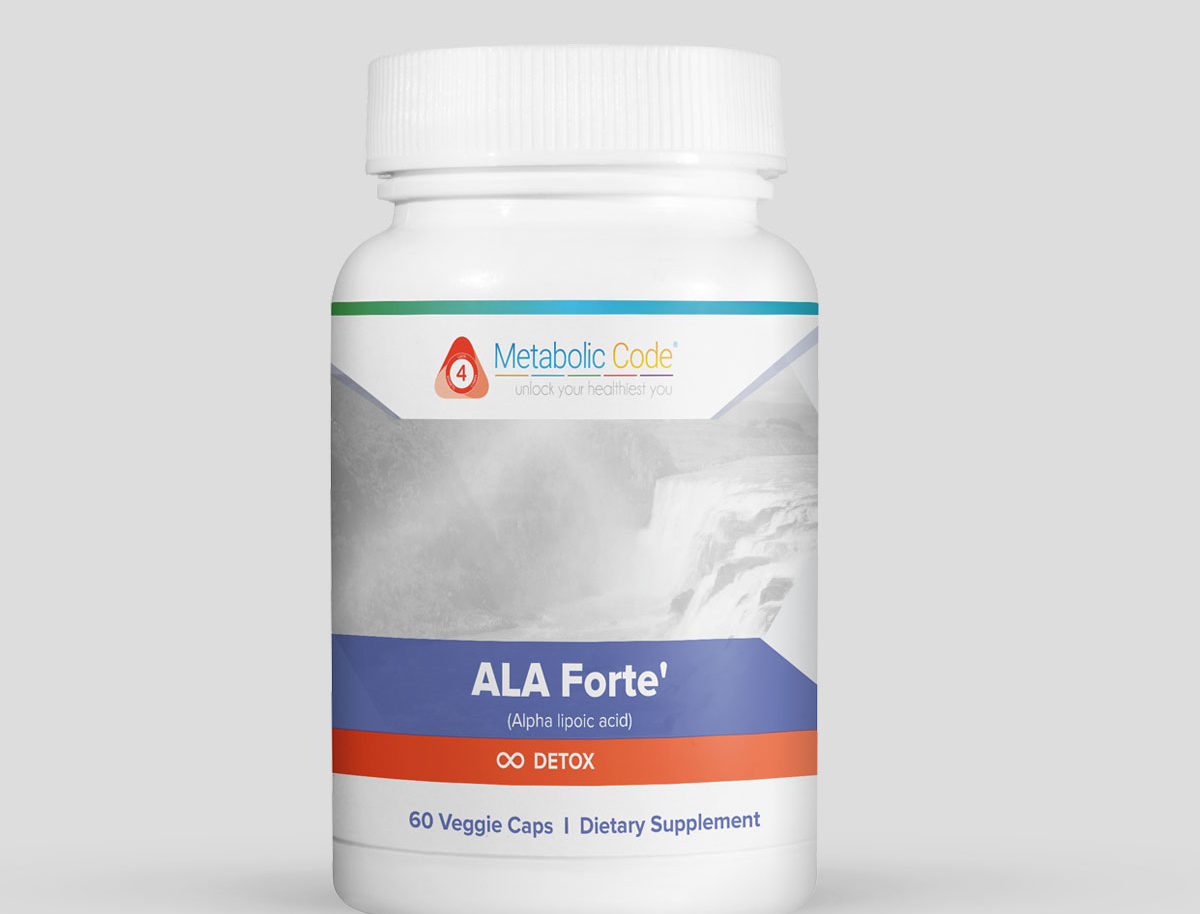 4
Metabolic Code®
unlock your healthiest you
ALA Forte'
(Alpha lipoic acid)
∞ DETOX
60 Veggie Caps | Dietary Supplement